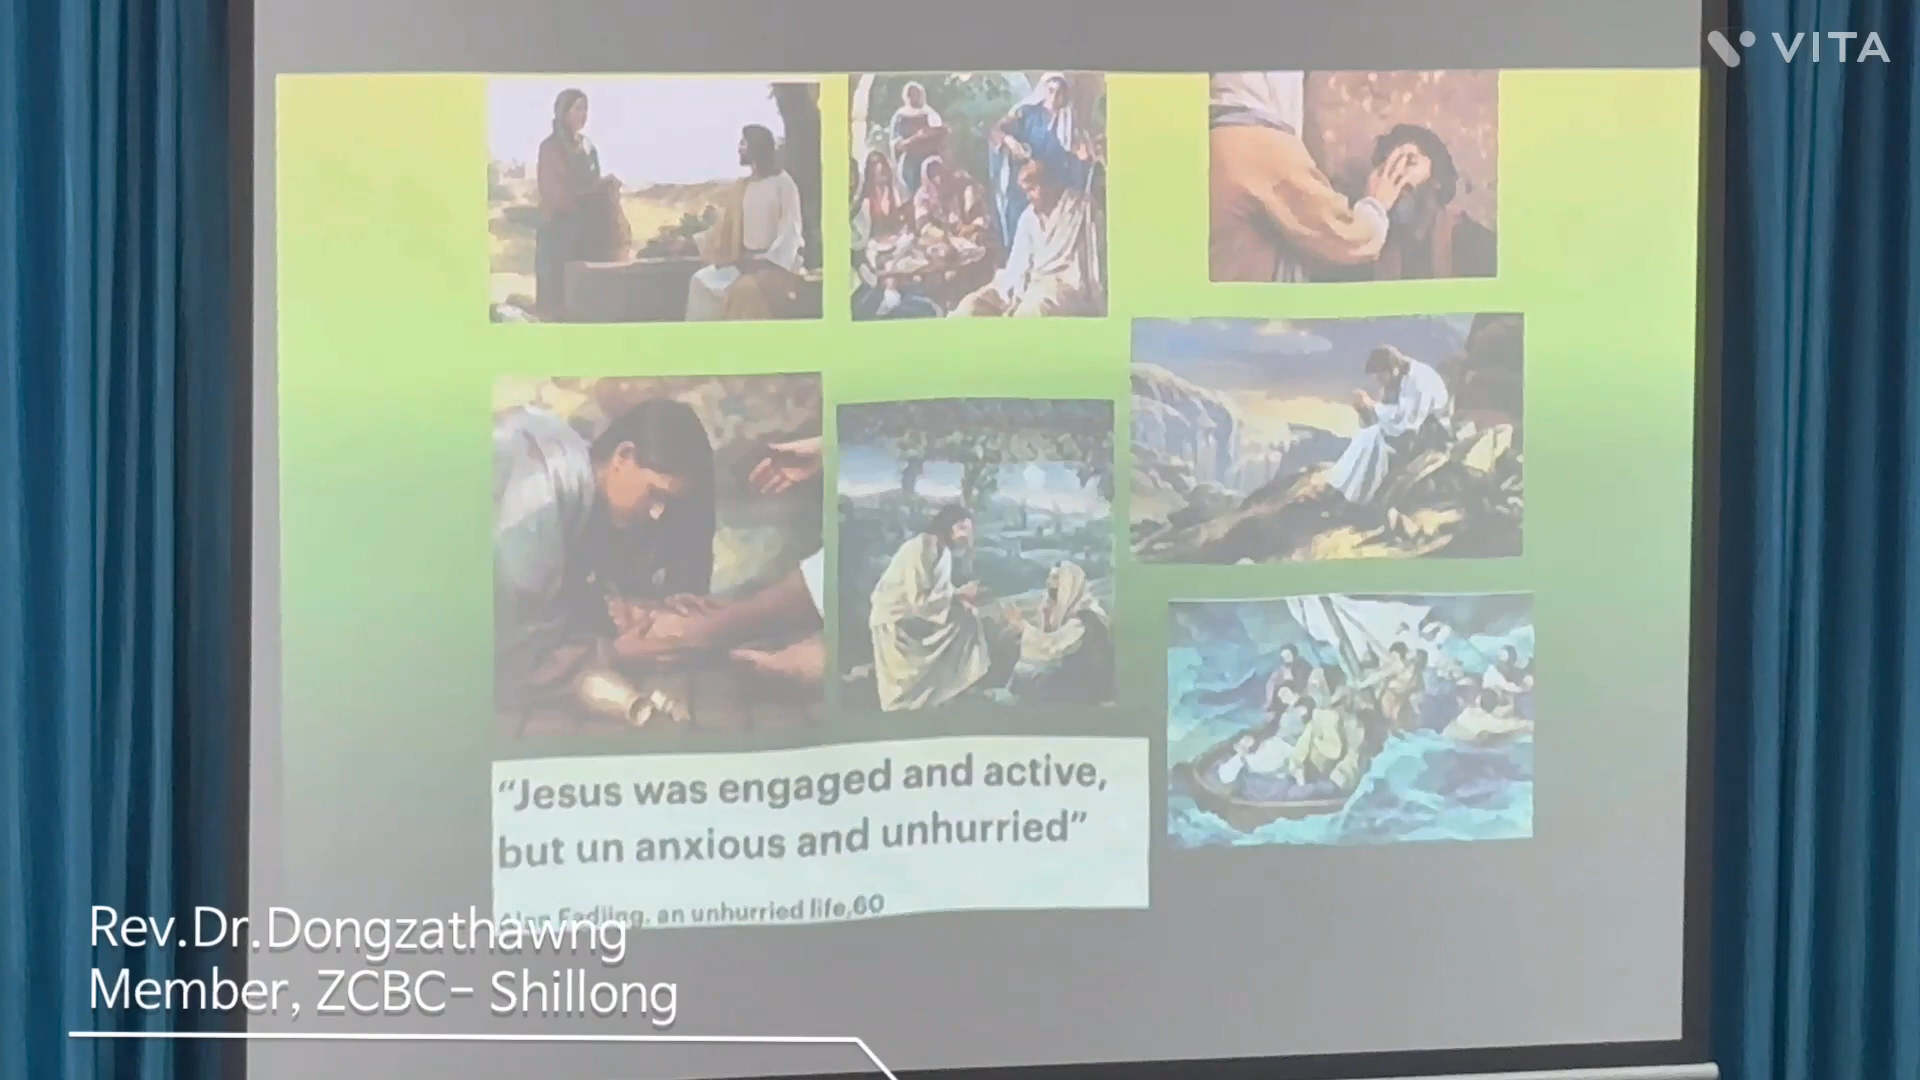 VITA
“Jesus was engaged and active,
but un anxious and unhurried”
Fadling, an unhurried life,60
Rev.Dr.Dongzathawng
Member, ZCBC- Shillong